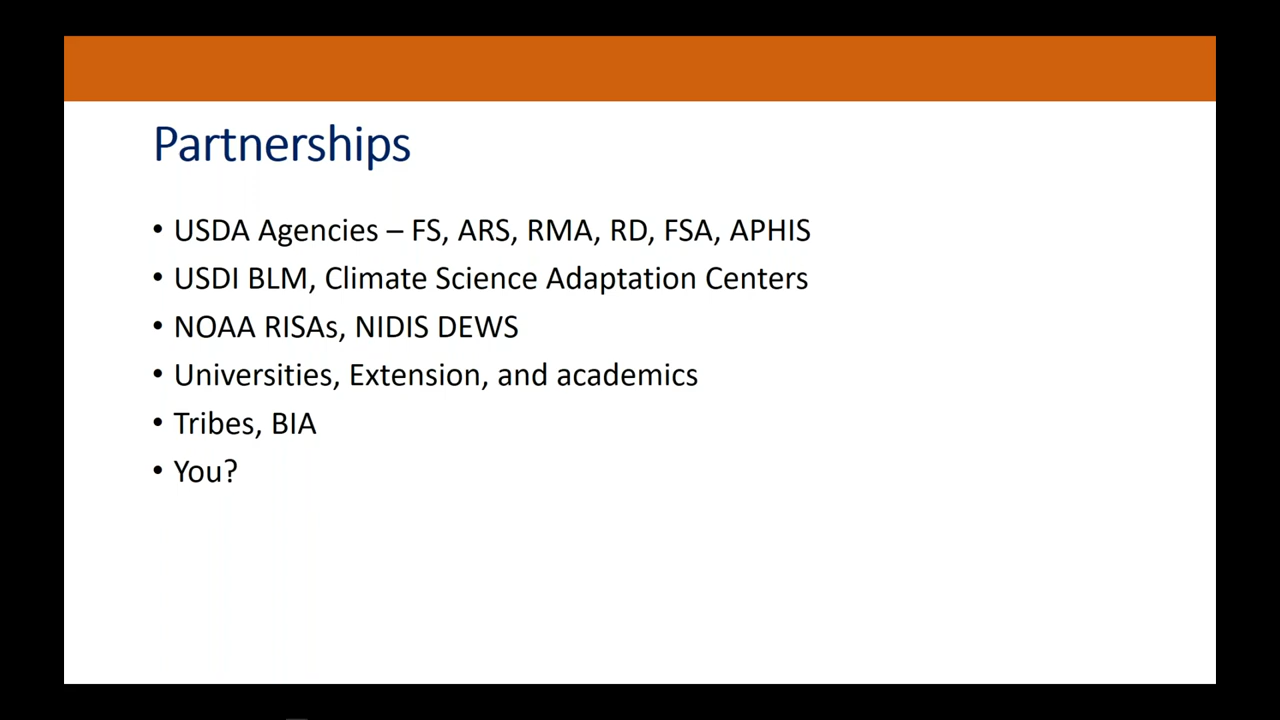 Partnerships
• USDA Agencies – FS, ARS, RMA, RD, FSA, APHIS
• USDI BLM, Climate Science Adaptation Centers
• NOAA RISAs, NIDIS DEWS
• Universities, Extension, and academics
• Tribes, BIA
• You?